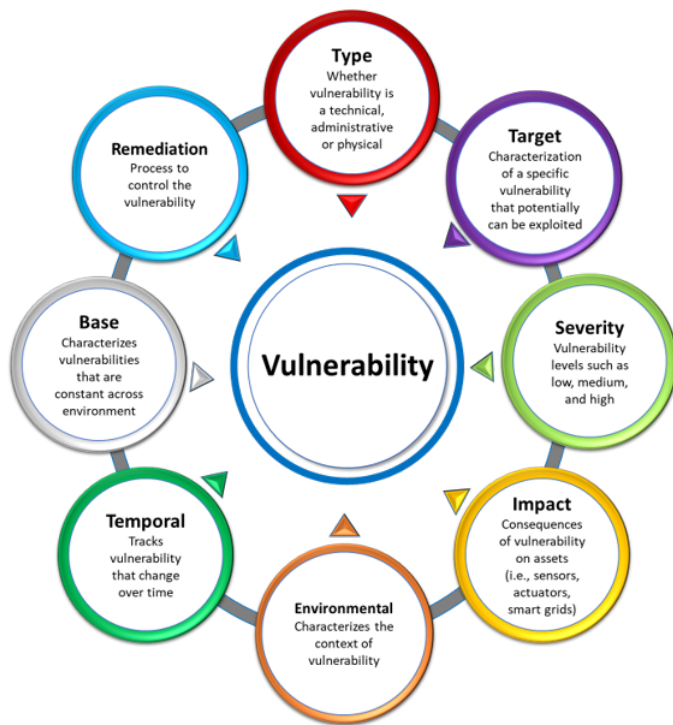 Type
Whether
vulnerability is
a technical,
administrative
or physical
Target
Characterization
of a specific
vulnerability
that potentially
can be exploited
Severity
Vulnerability
levels such as
low, medium,
and high
Impact
Consequences
of vulnerability
on assets
(i.e., sensors,
actuators,
smart grids)
Environmental
Characterizes the
context of
vulnerability
Temporal
Tracks
vulnerability
that change
over time
Base
Characterizes
vulnerabilities
that are
constant across
environment
Remediation
Process to
control the
vulnerability
Vulnerability